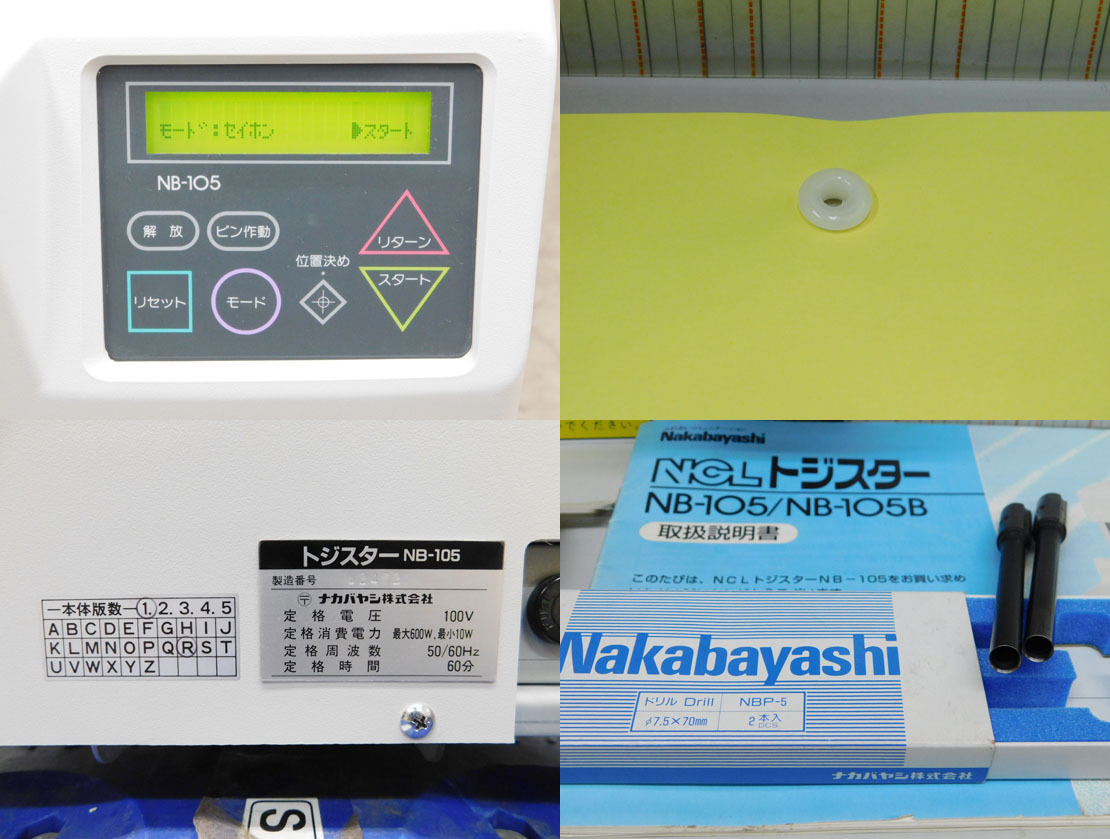 モード:セイホン ▶スタート
NB-105
解放
ピン作動
リターン
位置決め
スタート
リセット
モード
トジスター NB-105
製造番号
〒 ナカバヤシ株式会社
定格電圧 100V
定格消費電力 最大600W,最小10W
定格周波数 50/60Hz
定格時間 60分
一本体版数一 1. 2. 3. 4. 5
A B C D E F G H I J
K L M N O P Q R S T
U V W X Y Z
S
でください。
Nakabayashi
NCLトジスター
NB-105/NB-105B
取扱説明書
このたびは、NCLトジスターNB-105をお買い求め
Nakabayashi
ドリル Drill NBP-5
φ7.5×70mm 2本入
PCS.
ナカバヤシ株式会社